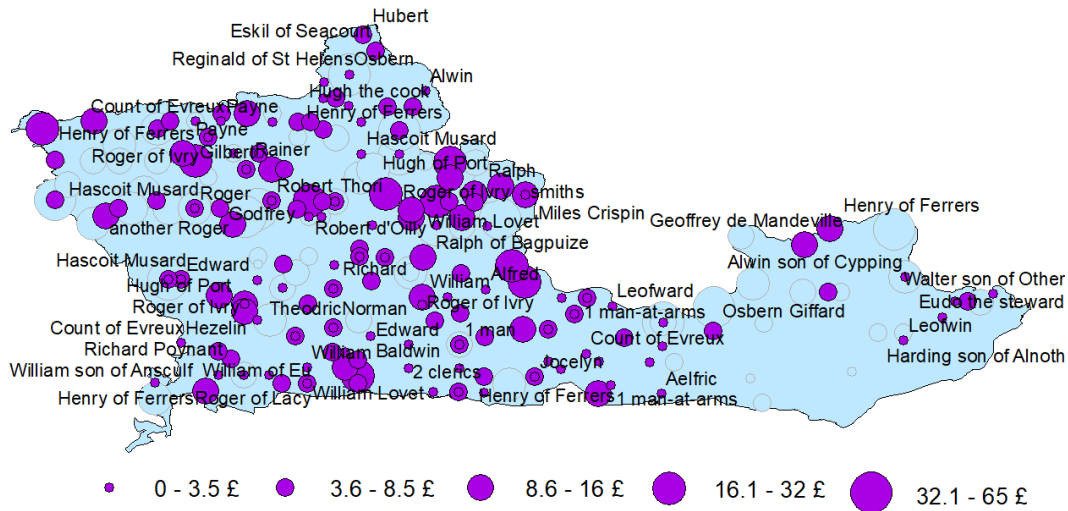 Hubert
Eskil of Seacourt
Reginald of St Helens Osbern
Alwin
Hugh the cook
Count of Evreux Payne
Henry of Ferrers
Henry of Ferrers Payne
Hascoit Musard
Roger of Ivry Gilbert Rainer
Hugh of Port
Ralph
Hascoit Musard Roger Robert Thori Roger of Ivry smiths
Henry of Ferrers
another Roger Godfrey Robert d'Oilly William Lovet Miles Crispin
Geoffrey de Mandeville
Ralph of Bagpuize
Hascoit Musard Edward Richard
Alwin son of Cypping
Hugh of Port William Alfred
Walter son of Other
Roger of Ivry Theodric Norman Roger of Ivry Leofward
Eudo the steward
1 man-at-arms Osbern Giffard
Count of Evreux Hezelin Edward 1 man Count of Evreux
Leofwin
Richard Poynant William Baldwin
Harding son of Alnoth
William son of Ansculf William of Eu 2 clerics Jocelyn
Aelfric
Henry of Ferrers Roger of Lacy William Lovet Henry of Ferrers 1 man-at-arms
0 - 3.5 £ 3.6 - 8.5 £ 8.6 - 16 £ 16.1 - 32 £ 32.1 - 65 £